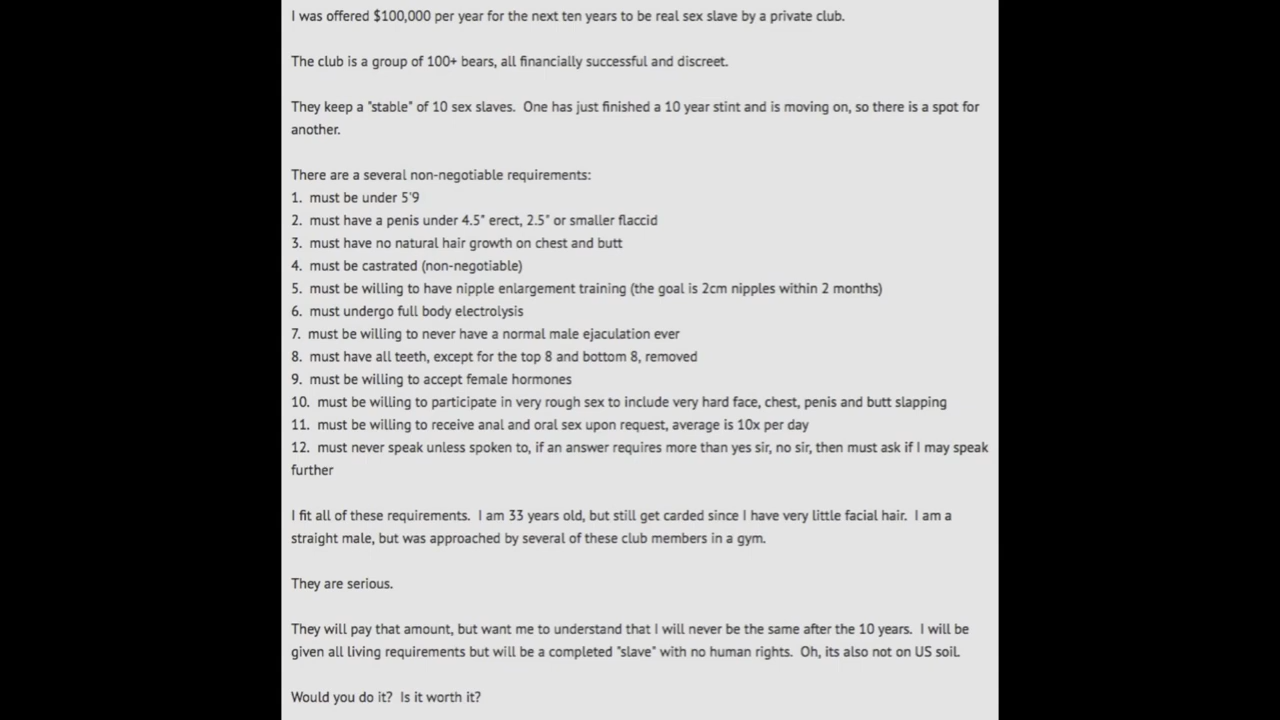 I was offered $100,000 per year for the next ten years to be real sex slave by a private club.
The club is a group of 100+ bears, all financially successful and discreet.
They keep a "stable" of 10 sex slaves.  One has just finished a 10 year stint and is moving on, so there is a spot for
another.
There are a several non-negotiable requirements:
1.  must be under 5'9
2.  must have a penis under 4.5" erect, 2.5" or smaller flaccid
3.  must have no natural hair growth on chest and butt
4.  must be castrated (non-negotiable)
5.  must be willing to have nipple enlargement training (the goal is 2cm nipples within 2 months)
6.  must undergo full body electrolysis
7.  must be willing to never have a normal male ejaculation ever
8.  must have all teeth, except for the top 8 and bottom 8, removed
9.  must be willing to accept female hormones
10.  must be willing to participate in very rough sex to include very hard face, chest, penis and butt slapping
11.  must be willing to receive anal and oral sex upon request, average is 10x per day
12.  must never speak unless spoken to, if an answer requires more than yes sir, no sir, then must ask if I may speak
further
I fit all of these requirements.  I am 33 years old, but still get carded since I have very little facial hair.  I am a
straight male, but was approached by several of these club members in a gym.
They are serious.
They will pay that amount, but want me to understand that I will never be the same after the 10 years.  I will be
given all living requirements but will be a completed "slave" with no human rights.  Oh, its also not on US soil.
Would you do it?  Is it worth it?